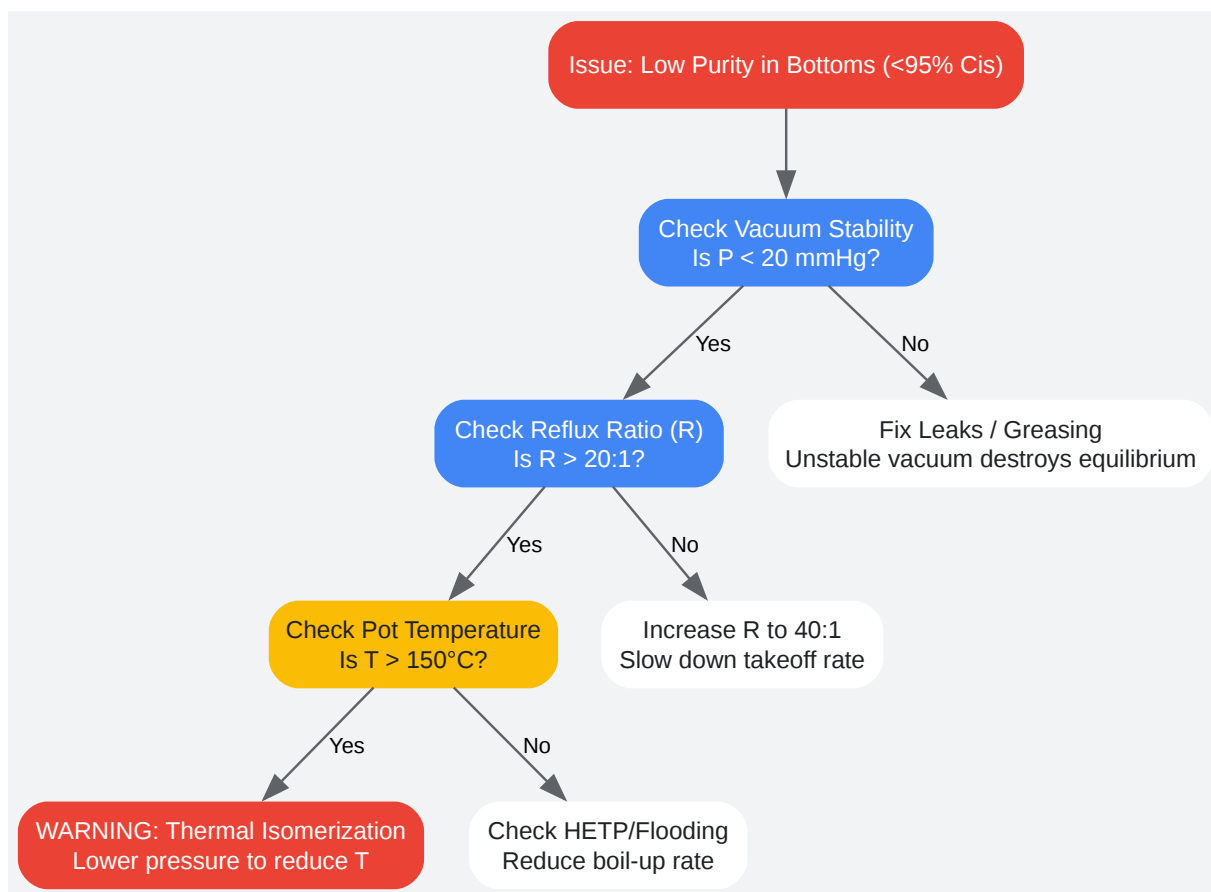 Issue: Low Purity in Bottoms (<95% Cis)
Check Vacuum Stability
Is P < 20 mmHg?
Yes
No
Check Reflux Ratio (R)
Is R > 20:1?
Fix Leaks / Greasing
Unstable vacuum destroys equilibrium
Yes
No
Check Pot Temperature
Is T > 150°C?
Increase R to 40:1
Slow down takeoff rate
Yes
No
WARNING: Thermal Isomerization
Lower pressure to reduce T
Check HETP/Flooding
Reduce boil-up rate